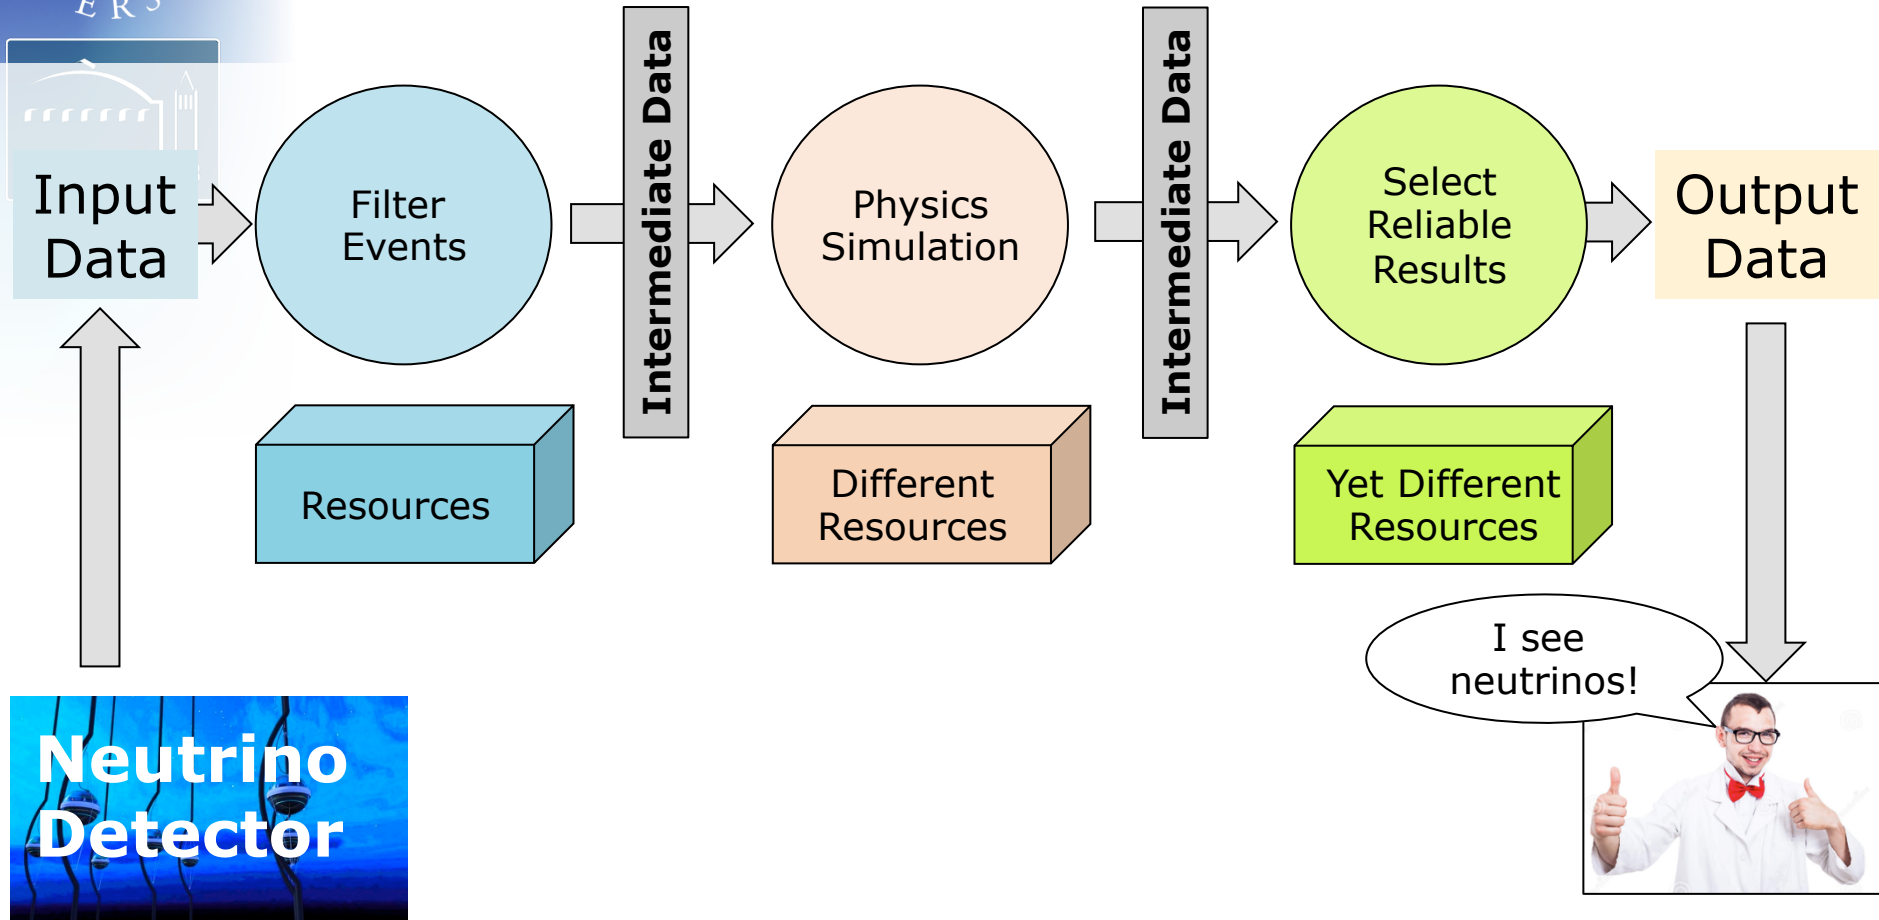 E R S
Input
Data
Filter
Events
Intermediate Data
Physics
Simulation
Intermediate Data
Select
Reliable
Results
Output
Data
Resources
Different
Resources
Yet Different
Resources
I see
neutrinos!
Neutrino
Detector